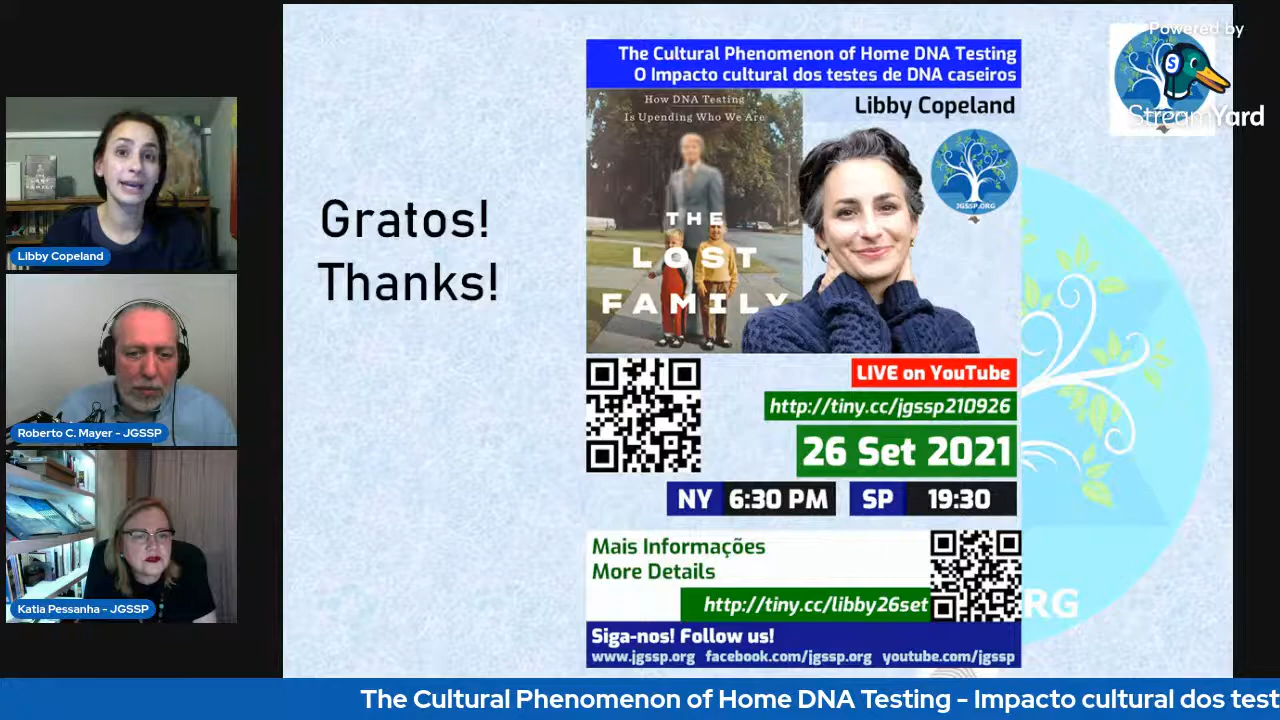 Powered by
StreamYard
The Cultural Phenomenon of Home DNA Testing
O Impacto cultural dos testes de DNA caseiros
How DNA Testing
Is Upending Who We Are
Libby Copeland
JGSSP.ORG
THE
LOST
FAMILY
Gratos!
Thanks!
LIVE on YouTube
http://tiny.cc/jgssp210926
26 Set 2021
NY 6:30 PM SP 19:30
Mais Informações
More Details
http://tiny.cc/libby26set
RG
Siga-nos! Follow us!
www.jgssp.org facebook.com/jgssp.org youtube.com/jgssp
Libby Copeland
Roberto C. Mayer - JGSSP
Katia Pessanha - JGSSP
The Cultural Phenomenon of Home DNA Testing - Impacto cultural dos test